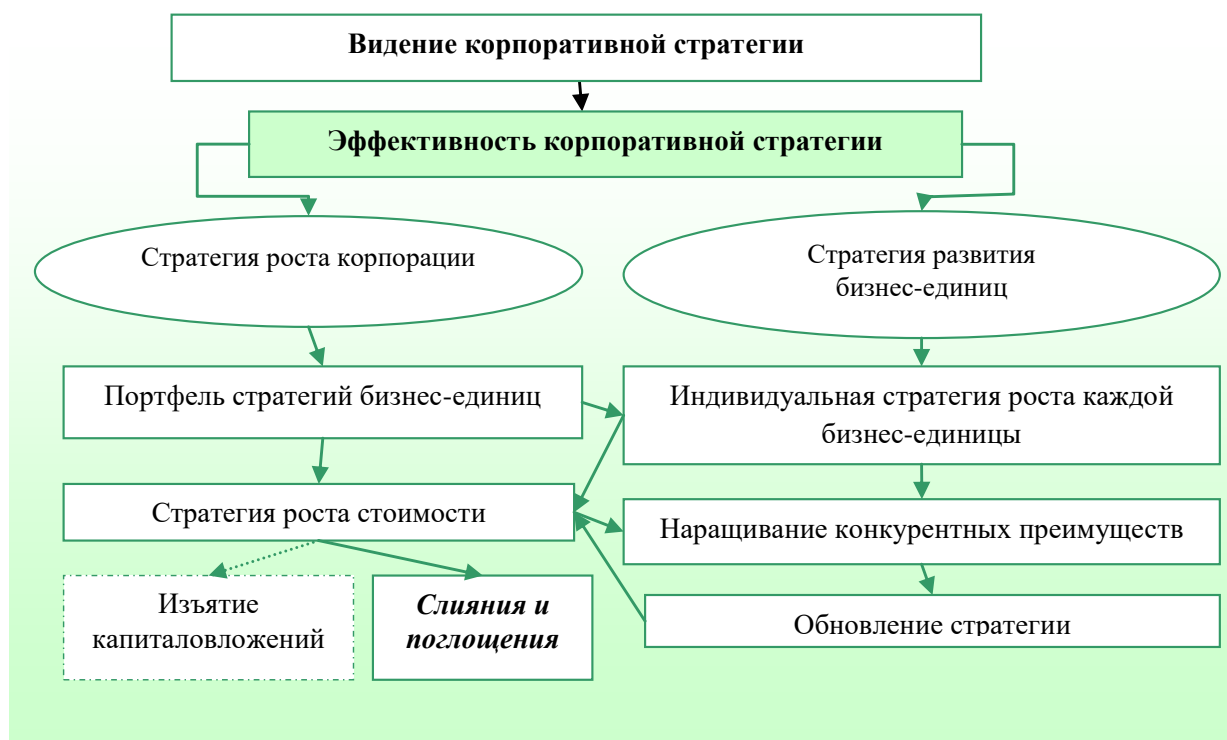 Видение корпоративной стратегии
Эффективность корпоративной стратегии
Стратегия роста корпорации
Стратегия развития
бизнес-единиц
Портфель стратегий бизнес-единиц
Индивидуальная стратегия роста каждой
бизнес-единицы
Стратегия роста стоимости
Наращивание конкурентных преимуществ
Изъятие
капиталовложений
Слияния и
поглощения
Обновление стратегии